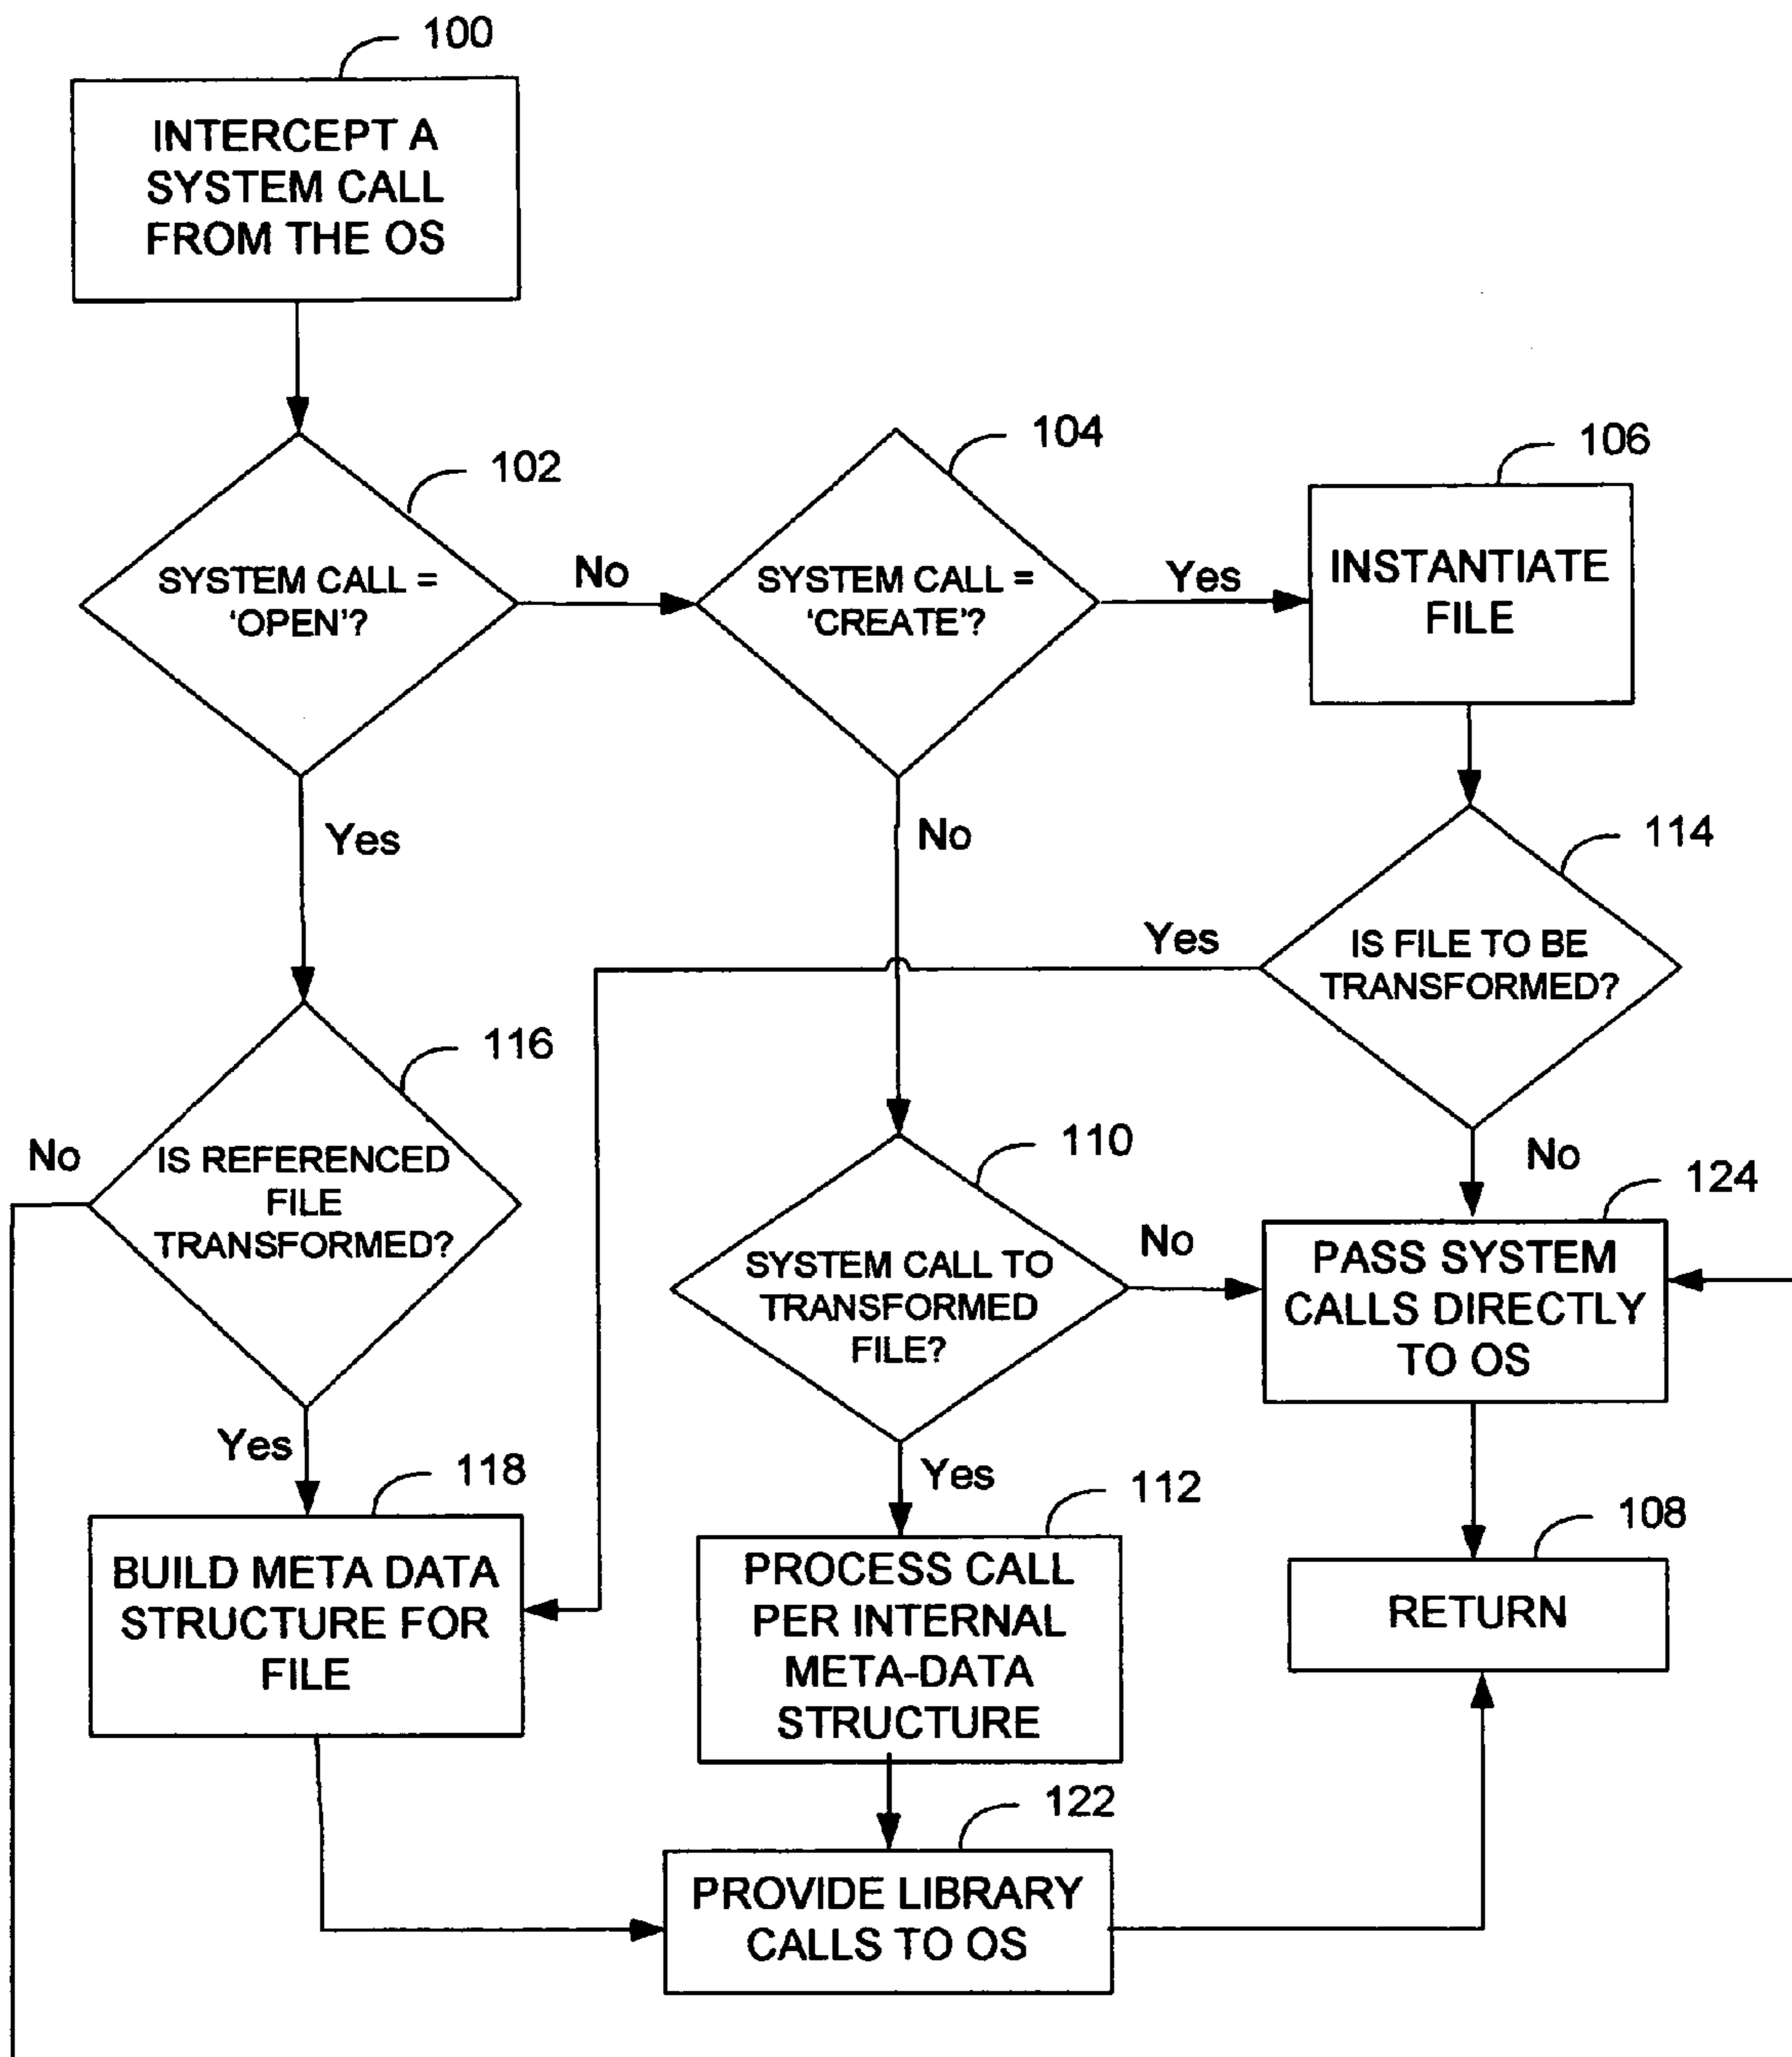 100
INTERCEPT A
SYSTEM CALL
FROM THE OS
102
SYSTEM CALL =
‘OPEN’?
No
104
SYSTEM CALL =
‘CREATE’?
Yes
106
INSTANTIATE
FILE
Yes
No
114
IS FILE TO BE
TRANSFORMED?
Yes
No
116
IS REFERENCED
FILE
TRANSFORMED?
No
Yes
110
SYSTEM CALL TO
TRANSFORMED
FILE?
No
Yes
124
PASS SYSTEM
CALLS DIRECTLY
TO OS
118
BUILD META DATA
STRUCTURE FOR
FILE
112
PROCESS CALL
PER INTERNAL
META-DATA
STRUCTURE
108
RETURN
122
PROVIDE LIBRARY
CALLS TO OS